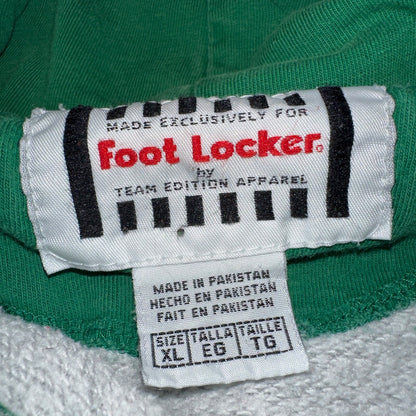 MADE EXCLUSIVELY FOR
Foot Locker®
by
TEAM EDITION APPAREL
MADE IN PAKISTAN
HECHO EN PAKISTAN
FAIT EN PAKISTAN
SIZE TALLA TAILLE
XL EG TG